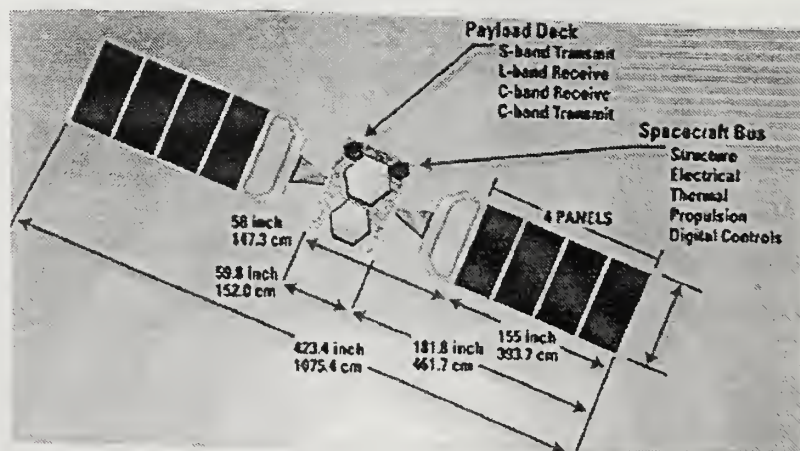 Payload Deck
S-band Transmit
L-band Receive
C-band Receive
C-band Transmit
Spacecraft Bus
Structure
Electrical
Thermal
Propulsion
Digital Controls
4 PANELS
58 inch
147.3 cm
59.8 inch
152.0 cm
423.4 inch
1075.4 cm
181.8 inch
461.7 cm
155 inch
393.7 cm